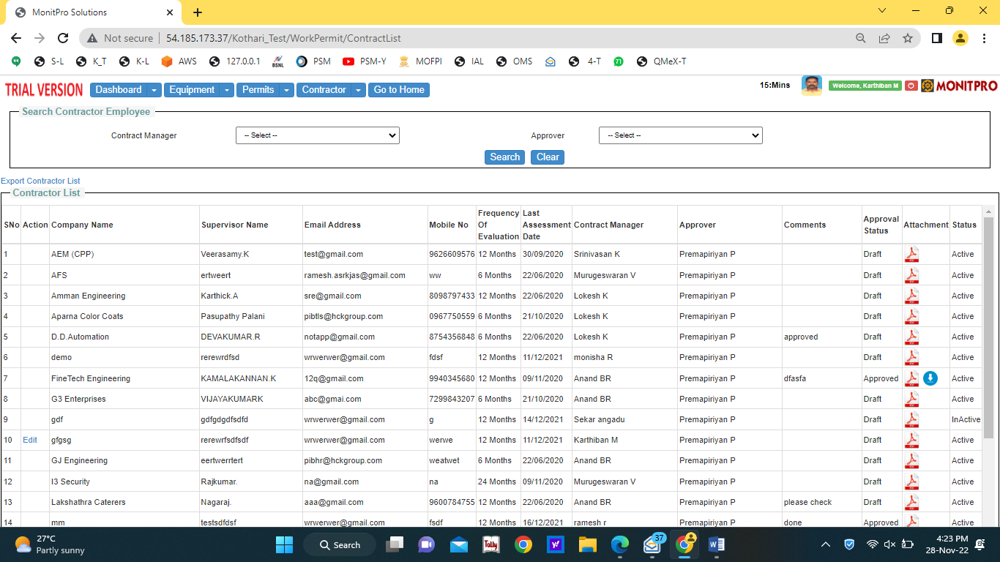 MonitPro Solutions
Not secure 54.185.173.37/Kothari_Test/WorkPermit/ContractList
S-L K_T K-L AWS 127.0.0.1 BSNL PSM PSM-Y MOFPI IAL OMS 4-T 71 QMeX-T
TRIAL VERSION Dashboard Equipment Permits Contractor Go to Home 15:Mins Welcome, Karthiban M MONITPRO
Search Contractor Employee
Contract Manager -- Select -- Approver -- Select --
Search Clear
Export Contractor List
Contractor List
SNo Action Company Name Supervisor Name Email Address Mobile No Frequency Of Evaluation Last Assessment Date Contract Manager Approver Comments Approval Status Attachment Status
1 AEM (CPP) Veerasamy.K test@gmail.com 9626609576 12 Months 30/09/2020 Srinivasan K Premapiriyan P Draft Active
2 AFS ertweert ramesh.asrkjas@gmail.com ww 6 Months 22/06/2020 Murugeswaran V Premapiriyan P Draft Active
3 Amman Engineering Karthick.A sre@gmail.com 8098797433 12 Months 22/06/2020 Lokesh K Premapiriyan P Draft Active
4 Aparna Color Coats Pasupathy Palani pibtls@hckgroup.com 0967750559 6 Months 21/10/2020 Lokesh K Premapiriyan P Draft Active
5 D.D.Automation DEVAKUMAR.R notapp@gmail.com 8754356848 6 Months 22/06/2020 Lokesh K Premapiriyan P approved Draft Active
6 demo rerewrdfsd wrwerwer@gmail.com fdsf 12 Months 11/12/2021 monisha R Premapiriyan P Draft Active
7 FineTech Engineering KAMALAKANNAN.K 12q@gmail.com 9940345680 12 Months 09/11/2020 Anand BR Premapiriyan P dfasfa Approved Active
8 G3 Enterprises VIJAYAKUMARK abc@gmai.com 7299843207 6 Months 21/10/2020 Anand BR Premapiriyan P Draft Active
9 gdf gdfgdgdfsdfd wrwerwer@gmail.com g 12 Months 14/12/2021 Sekar angadu Premapiriyan P Draft InActive
10 Edit gfgsg rerewrfsdfsdf wrwerwer@gmail.com werwe 12 Months 11/12/2021 Karthiban M Premapiriyan P Draft Active
11 GJ Engineering eertwerrtert pibhr@hckgroup.com weatwet 6 Months 22/06/2020 Anand BR Premapiriyan P Draft Active
12 I3 Security Rajkumar. na@gmail.com na 24 Months 09/11/2020 Murugeswaran V Premapiriyan P Draft Active
13 Lakshathra Caterers Nagaraj. aaa@gmail.com 9600784755 12 Months 22/06/2020 Anand BR Premapiriyan P please check Draft Active
14 mm testsdfdsf wrwerwer@gmail.com fsdf 12 Months 16/12/2021 ramesh r Premapiriyan P done Approved Active
27°C
Partly sunny
Search
Tally
37
4:23 PM
28-Nov-22